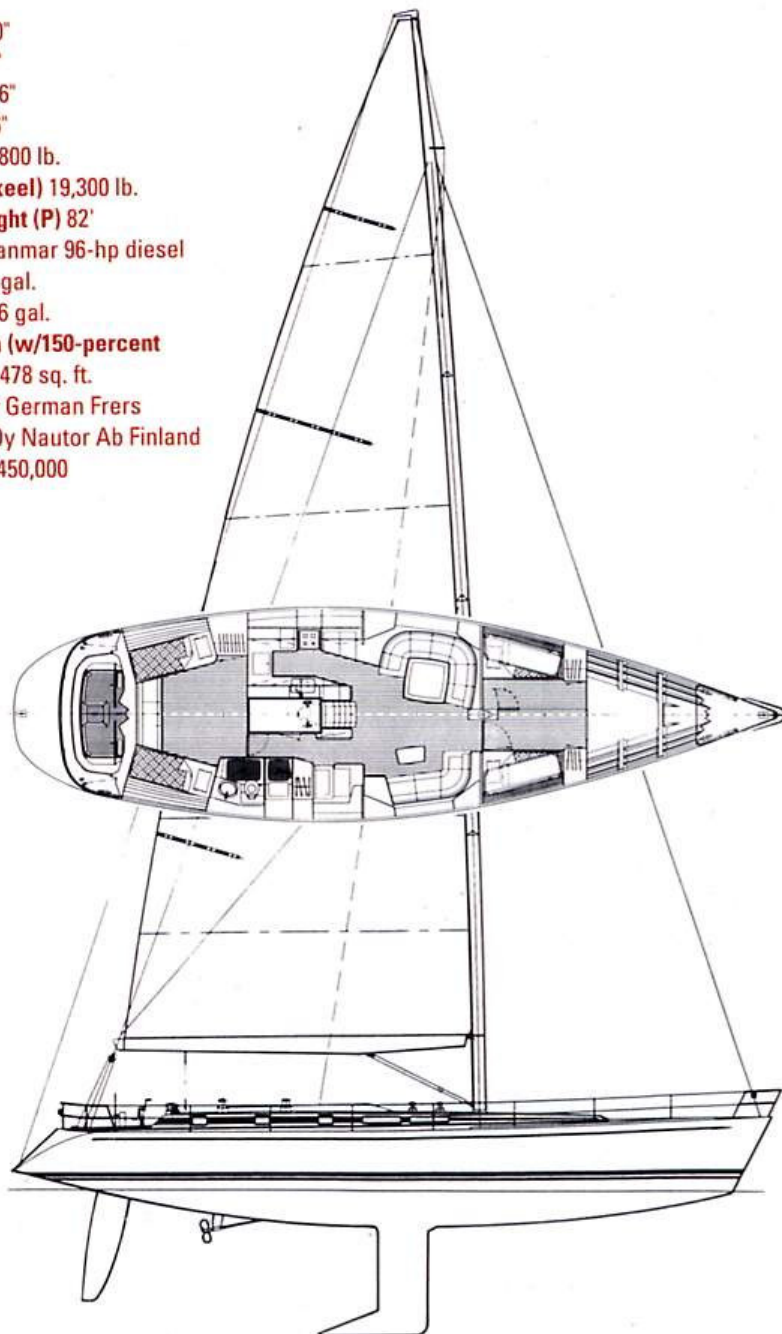 0"
6"
800 lb.
keel) 19,300 lb.
ght (P) 82'
anmar 96-hp diesel
gal.
6 gal.
(w/150-percent
478 sq. ft.
German Frers
Oy Nautor Ab Finland
450,000